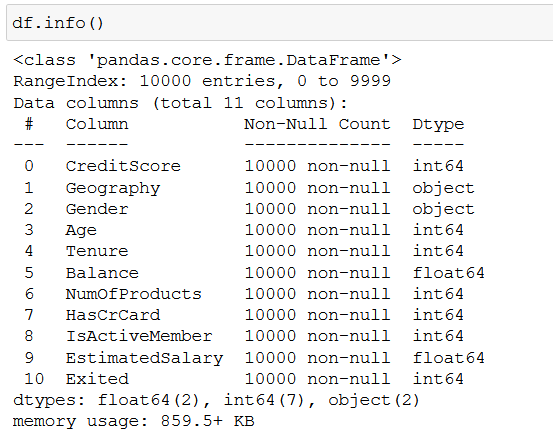 df.info()
<class 'pandas.core.frame.DataFrame'>
RangeIndex: 10000 entries, 0 to 9999
Data columns (total 11 columns):
 #   Column           Non-Null Count  Dtype
---  ------           --------------  -----
 0   CreditScore      10000 non-null  int64
 1   Geography        10000 non-null  object
 2   Gender           10000 non-null  object
 3   Age              10000 non-null  int64
 4   Tenure           10000 non-null  int64
 5   Balance          10000 non-null  float64
 6   NumOfProducts    10000 non-null  int64
 7   HasCrCard        10000 non-null  int64
 8   IsActiveMember   10000 non-null  int64
 9   EstimatedSalary  10000 non-null  float64
 10  Exited           10000 non-null  int64
dtypes: float64(2), int64(7), object(2)
memory usage: 859.5+ KB